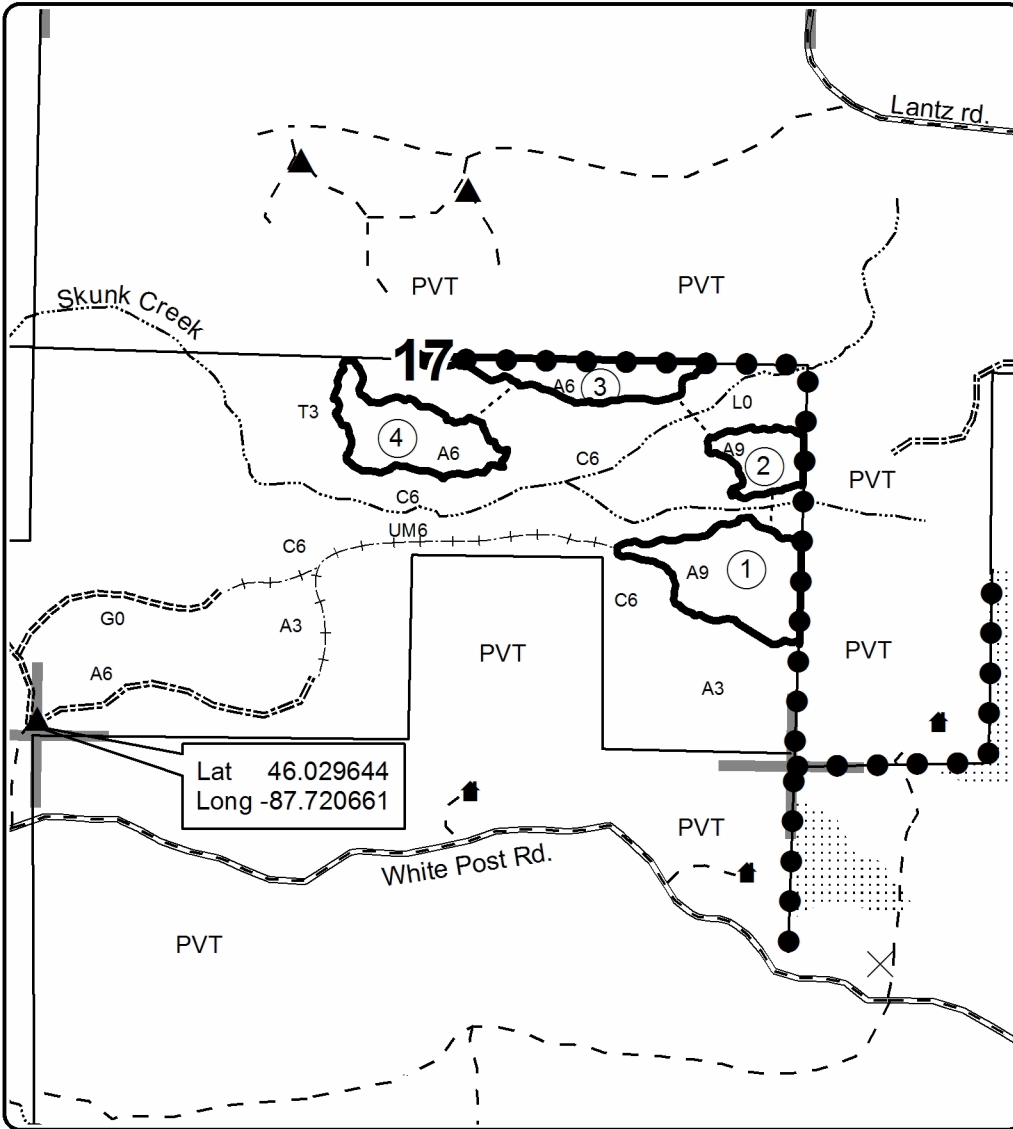 Lantz rd.
PVT
PVT
Skunk Creek
17
A6
3
T3
L0
4
A6
A9
2
C6
PVT
C6
UM6
C6
A9
1
C6
G0
A3
PVT
PVT
A6
A3
Lat 46.029644
Long -87.720661
PVT
White Post Rd.
PVT